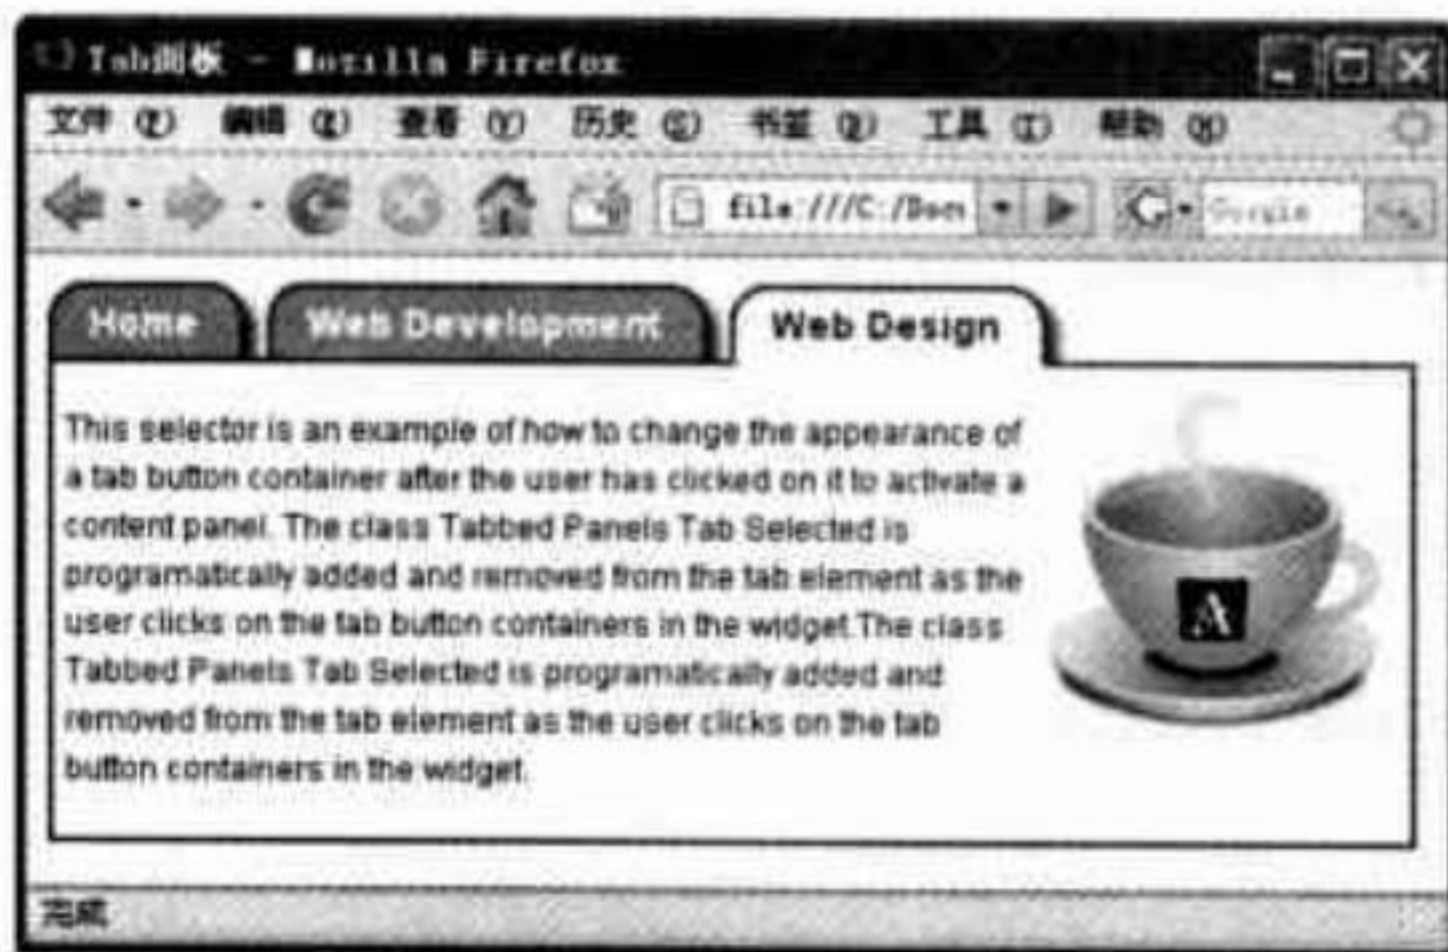 Tab面板 - Mozilla Firefox
文件 (F) 编辑 (E) 查看 (V) 历史 (S) 书签 (B) 工具 (T) 帮助 (H)
file:///C:/Docu Google
Home Web Development Web Design
This selector is an example of how to change the appearance of
a tab button container after the user has clicked on it to activate a
content panel. The class Tabbed Panels Tab Selected is
programatically added and removed from the tab element as the
user clicks on the tab button containers in the widget.The class
Tabbed Panels Tab Selected is programatically added and
removed from the tab element as the user clicks on the tab
button containers in the widget.
A
完成